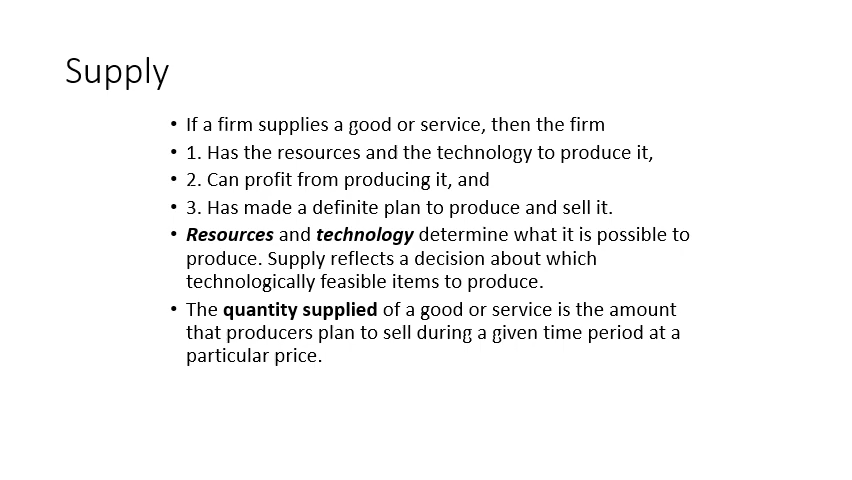 Supply
• If a firm supplies a good or service, then the firm
• 1. Has the resources and the technology to produce it,
• 2. Can profit from producing it, and
• 3. Has made a definite plan to produce and sell it.
• Resources and technology determine what it is possible to
produce. Supply reflects a decision about which
technologically feasible items to produce.
• The quantity supplied of a good or service is the amount
that producers plan to sell during a given time period at a
particular price.